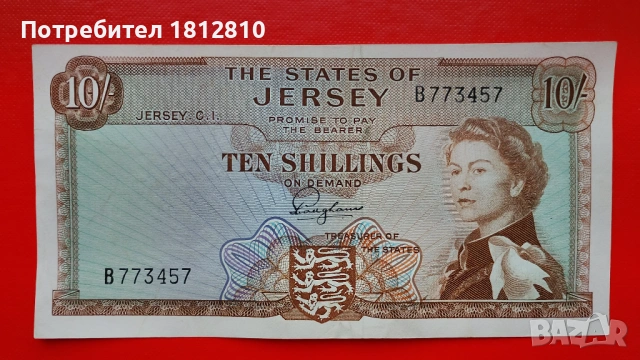 Потребител 1812810
10/-
THE STATES OF
JERSEY
B773457
10/-
JERSEY. C.I.
PROMISE TO PAY
THE BEARER
TEN SHILLINGS
ON DEMAND
TREASURER OF
THE STATES
B773457
BAZAR